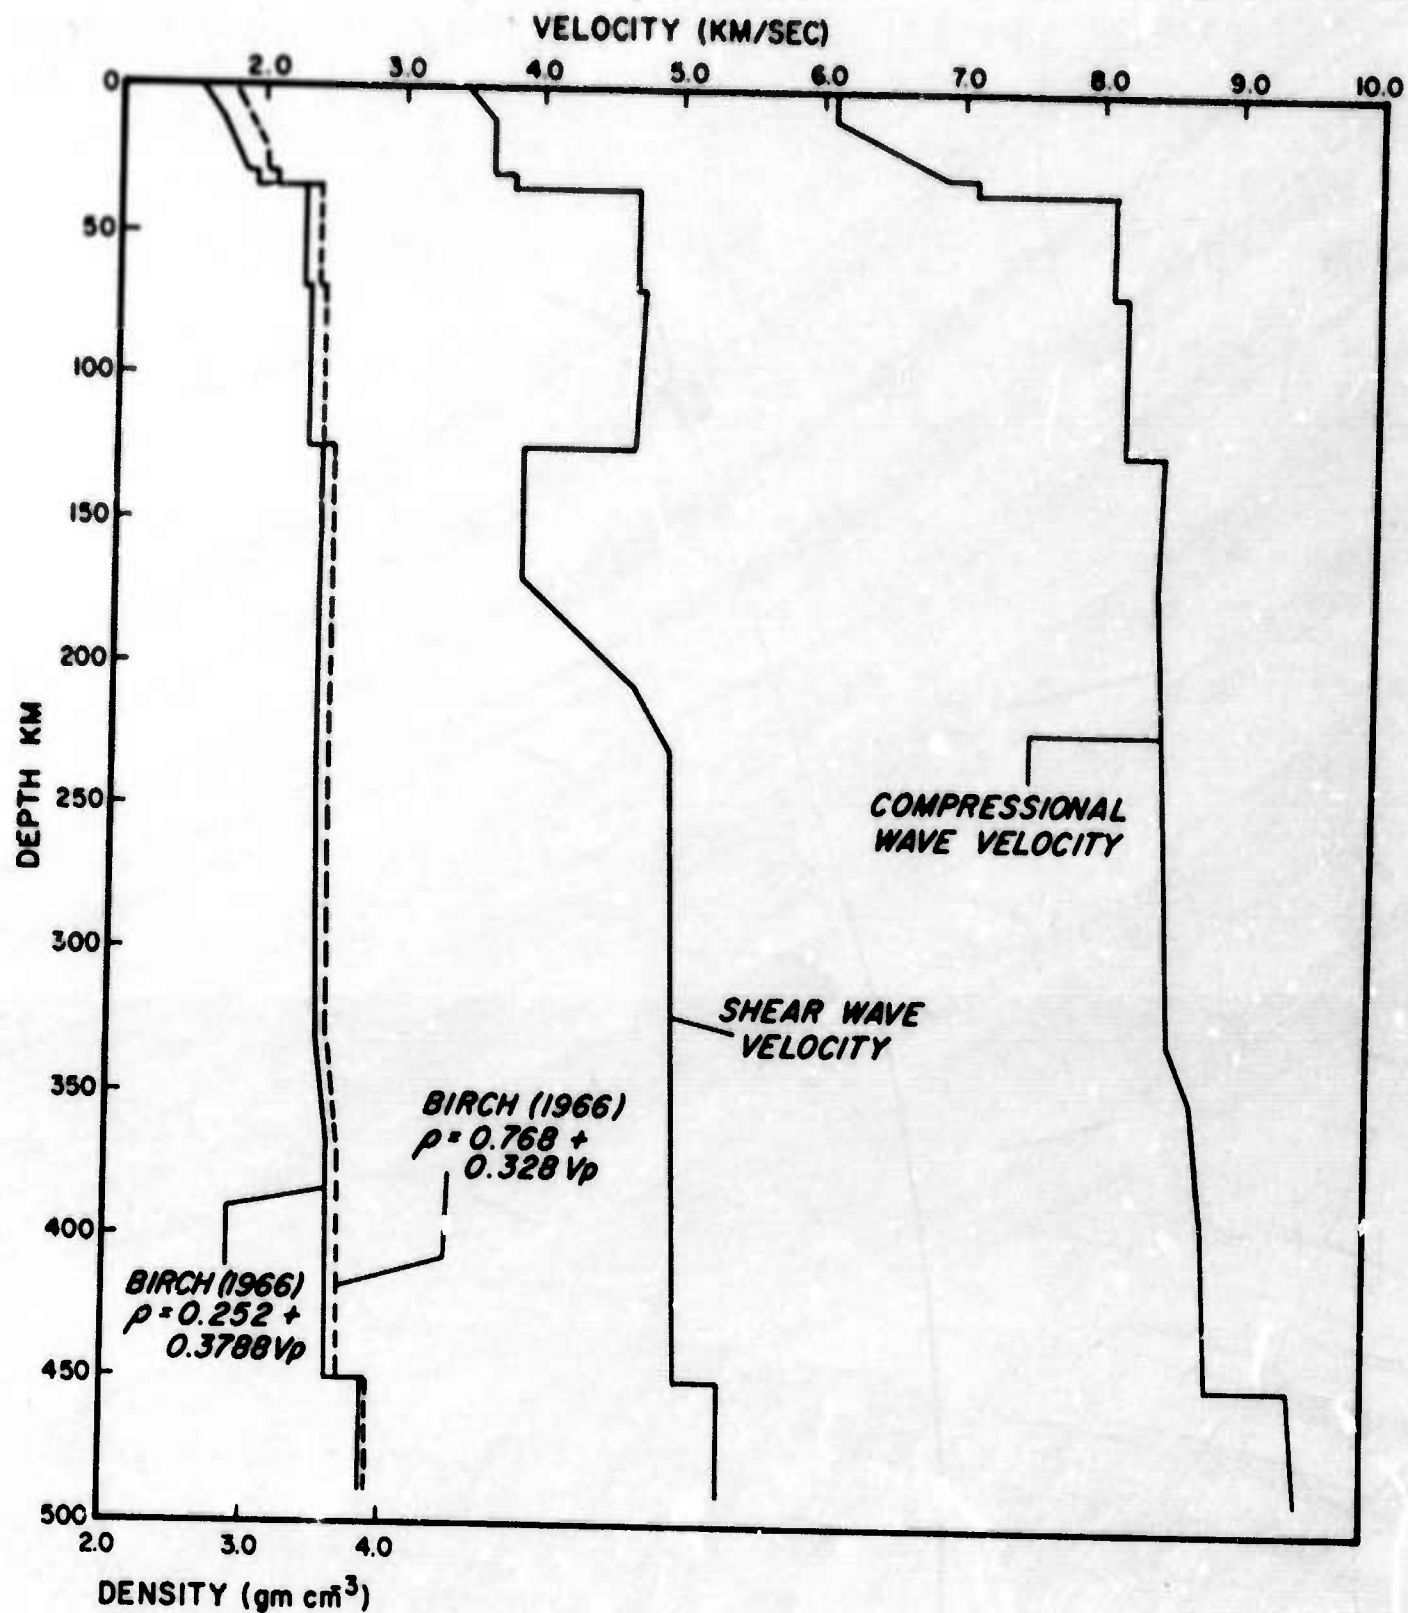 VELOCITY (KM/SEC)
2.0 3.0 4.0 5.0 6.0 7.0 8.0 9.0 10.0
0
50
100
150
200
250
300
350
400
450
500
DEPTH KM
COMPRESSIONAL
WAVE VELOCITY
SHEAR WAVE
VELOCITY
BIRCH (1966)
ρ = 0.768 +
0.328 Vp
BIRCH (1966)
ρ = 0.252 +
0.3788 Vp
2.0 3.0 4.0
DENSITY (gm cm̄³)